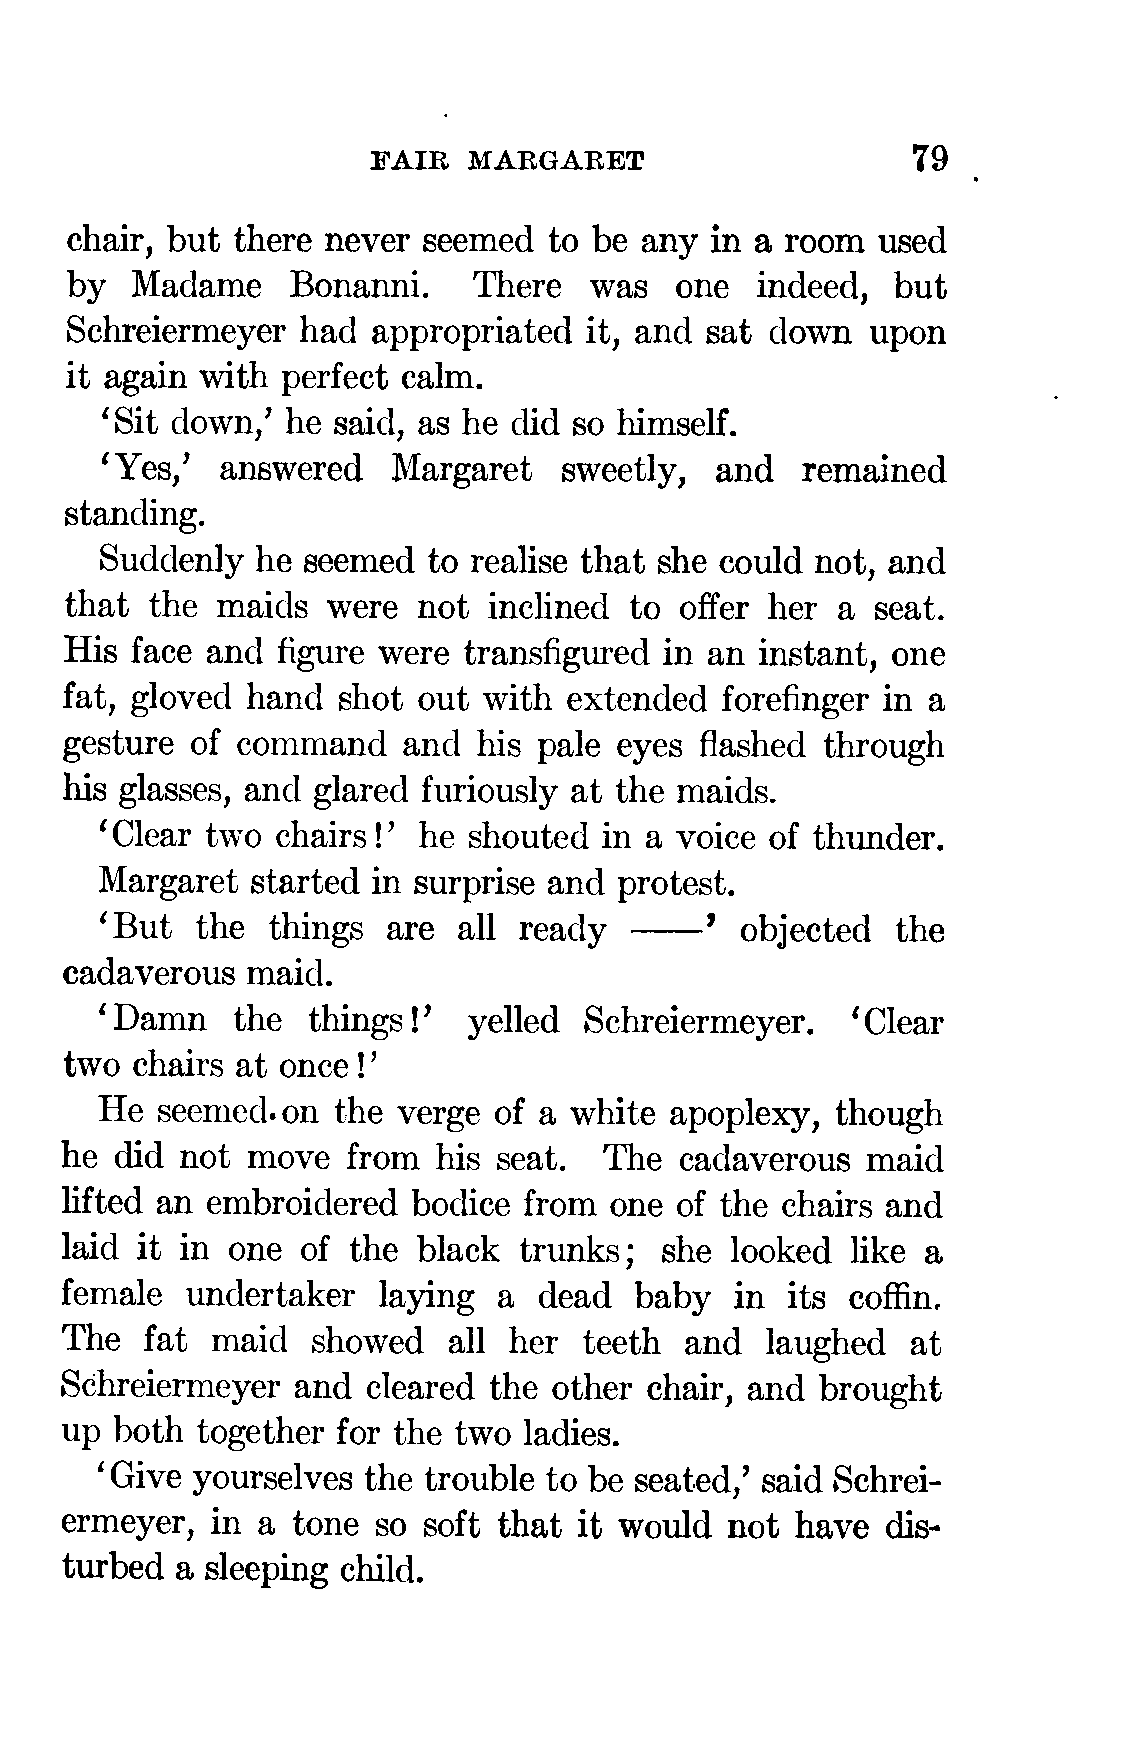 FAIR MARGARET 79
chair, but there never seemed to be any in a room used
by Madame Bonanni. There was one indeed, but
Schreiermeyer had appropriated it, and sat down upon
it again with perfect calm.
‘Sit down,’ he said, as he did so himself.
‘Yes,’ answered Margaret sweetly, and remained
standing.
Suddenly he seemed to realise that she could not, and
that the maids were not inclined to offer her a seat.
His face and figure were transfigured in an instant, one
fat, gloved hand shot out with extended forefinger in a
gesture of command and his pale eyes flashed through
his glasses, and glared furiously at the maids.
‘Clear two chairs!’ he shouted in a voice of thunder.
Margaret started in surprise and protest.
‘But the things are all ready ——’ objected the
cadaverous maid.
‘Damn the things!’ yelled Schreiermeyer. ‘Clear
two chairs at once!’
He seemed on the verge of a white apoplexy, though
he did not move from his seat. The cadaverous maid
lifted an embroidered bodice from one of the chairs and
laid it in one of the black trunks; she looked like a
female undertaker laying a dead baby in its coffin.
The fat maid showed all her teeth and laughed at
Schreiermeyer and cleared the other chair, and brought
up both together for the two ladies.
‘Give yourselves the trouble to be seated,’ said Schrei-
ermeyer, in a tone so soft that it would not have dis-
turbed a sleeping child.